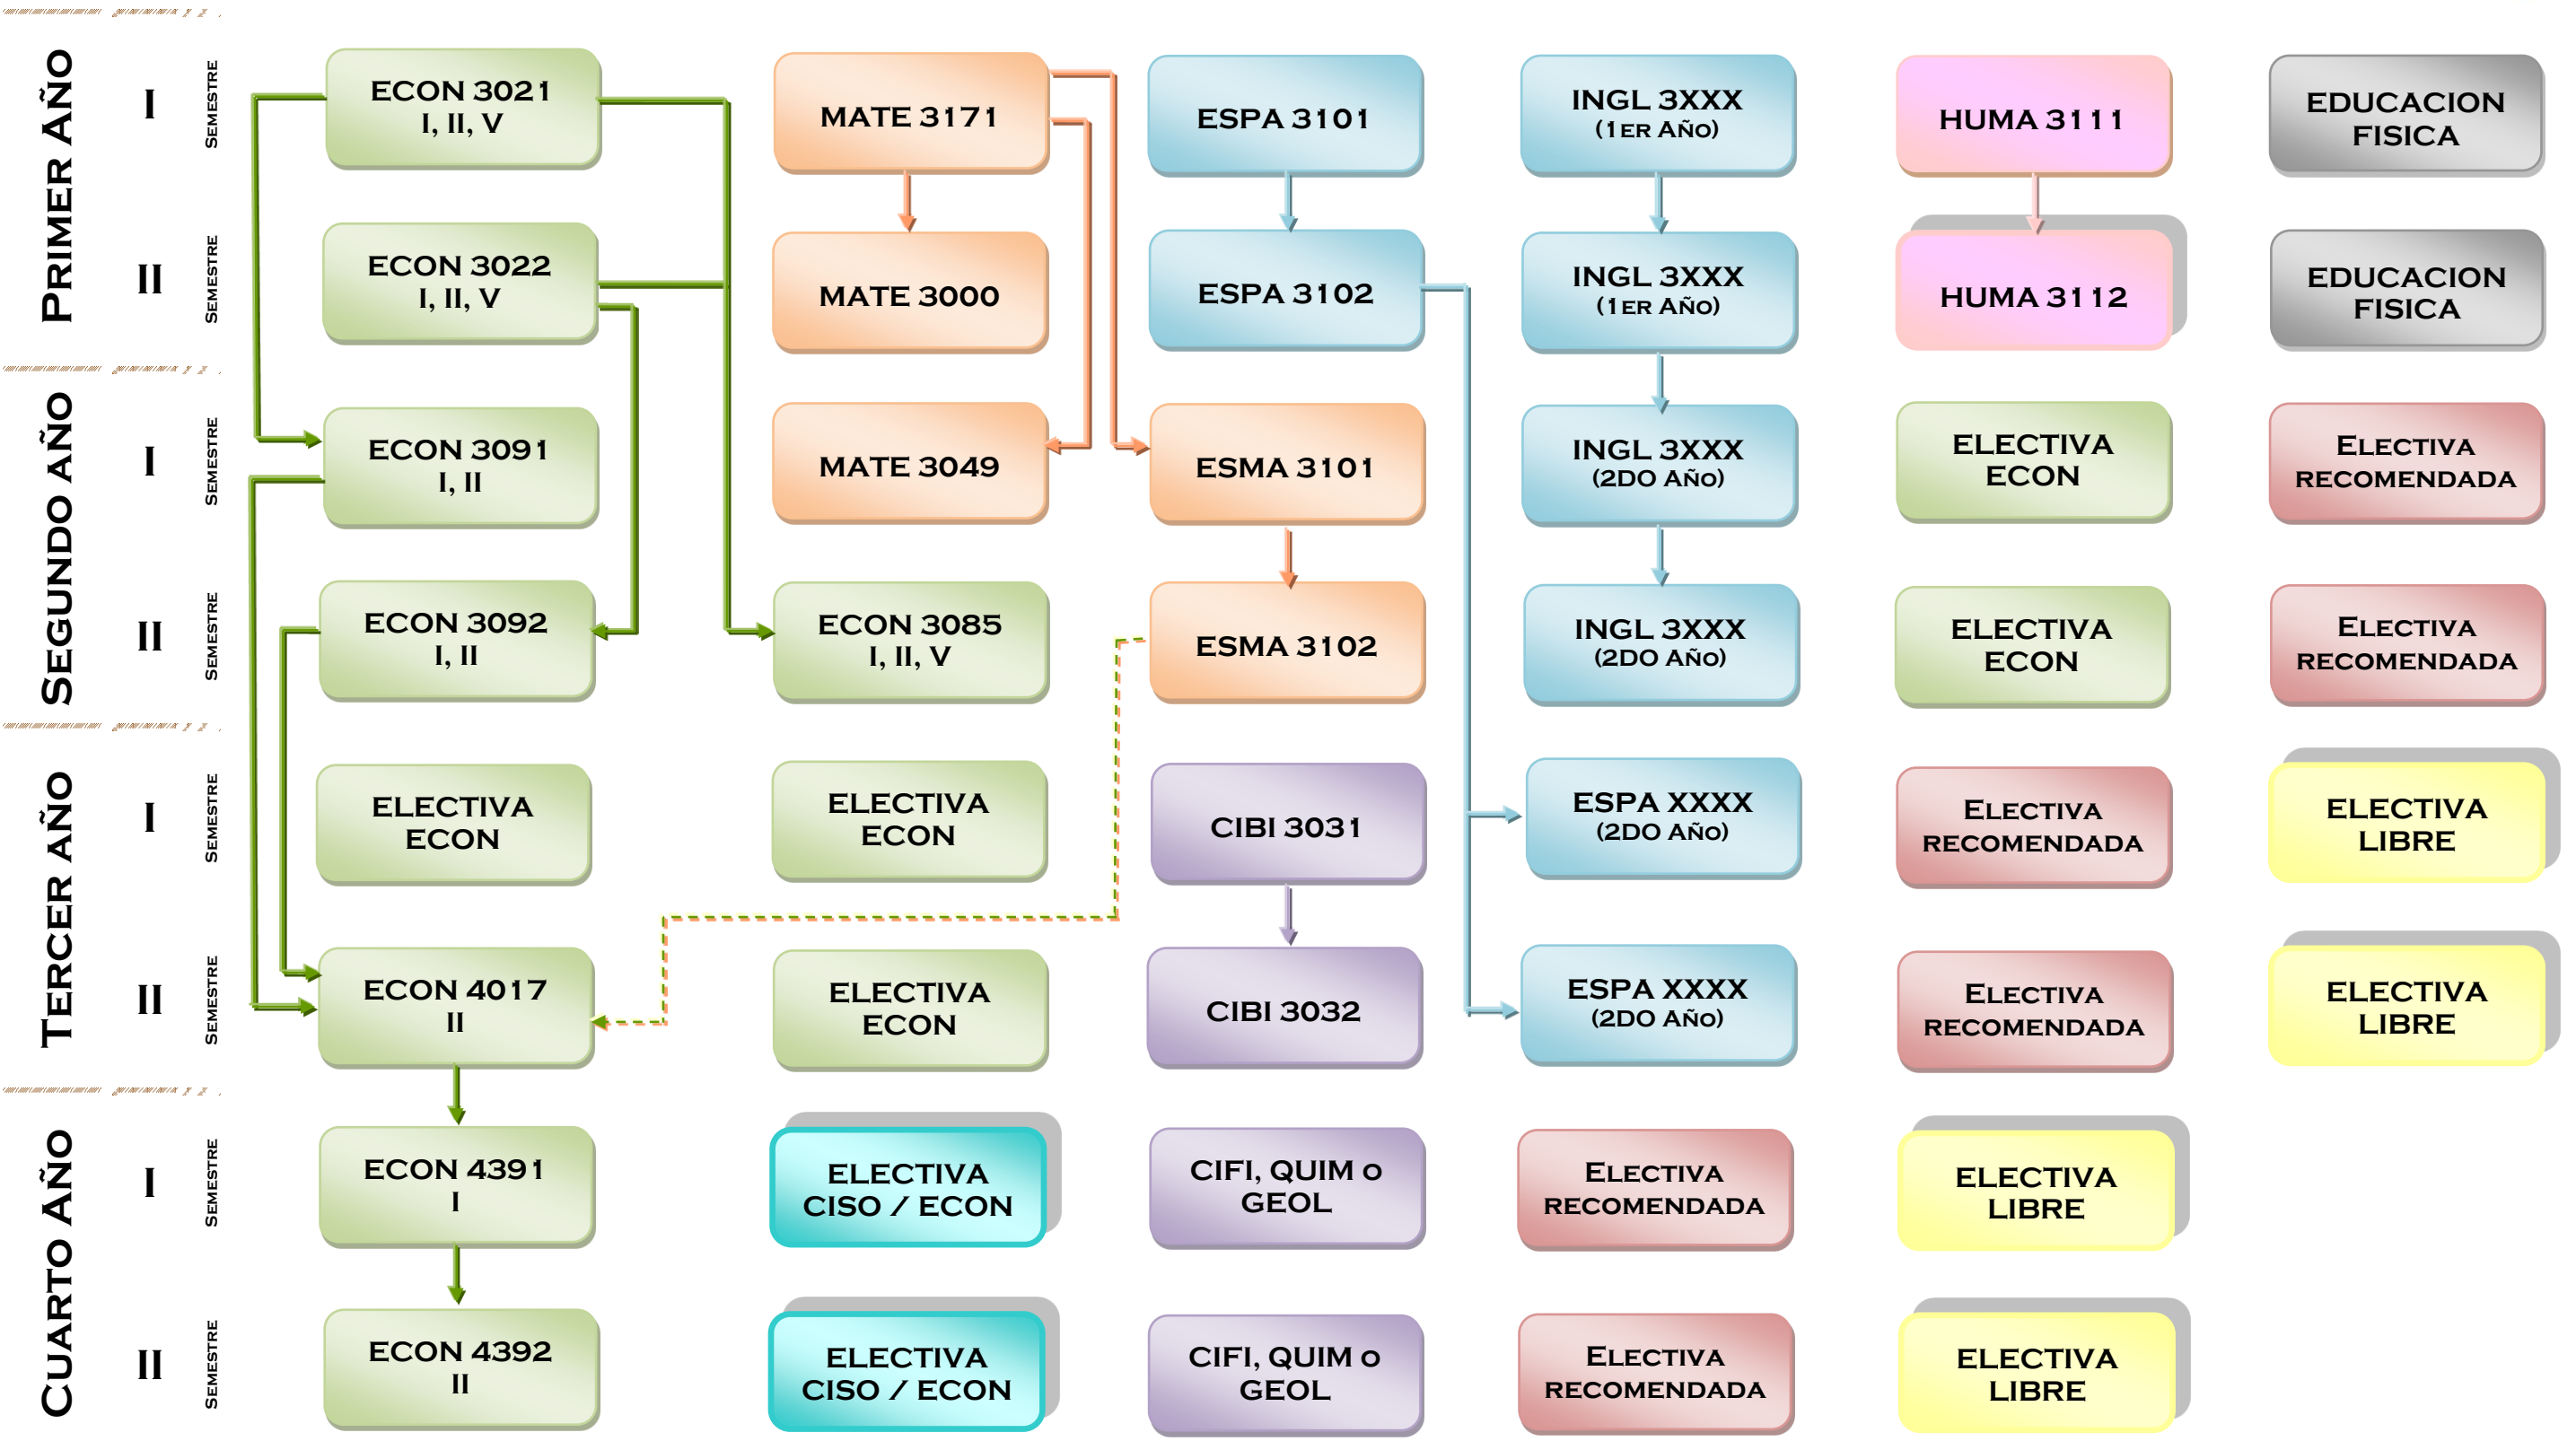 PRIMER AÑO
I
SEMESTRE
ECON 3021
I, II, V
MATE 3171
ESPA 3101
INGL 3XXX
(1ER AÑO)
HUMA 3111
EDUCACION
FISICA
II
SEMESTRE
ECON 3022
I, II, V
MATE 3000
ESPA 3102
INGL 3XXX
(1ER AÑO)
HUMA 3112
EDUCACION
FISICA
SEGUNDO AÑO
I
SEMESTRE
ECON 3091
I, II
MATE 3049
ESMA 3101
INGL 3XXX
(2DO AÑO)
ELECTIVA
ECON
ELECTIVA
RECOMENDADA
II
SEMESTRE
ECON 3092
I, II
ECON 3085
I, II, V
ESMA 3102
INGL 3XXX
(2DO AÑO)
ELECTIVA
ECON
ELECTIVA
RECOMENDADA
TERCER AÑO
I
SEMESTRE
ELECTIVA
ECON
ELECTIVA
ECON
CIBI 3031
ESPA XXXX
(2DO AÑO)
ELECTIVA
RECOMENDADA
ELECTIVA
LIBRE
II
SEMESTRE
ECON 4017
II
ELECTIVA
ECON
CIBI 3032
ESPA XXXX
(2DO AÑO)
ELECTIVA
RECOMENDADA
ELECTIVA
LIBRE
CUARTO AÑO
I
SEMESTRE
ECON 4391
I
ELECTIVA
CISO / ECON
CIFI, QUIM O
GEOL
ELECTIVA
RECOMENDADA
ELECTIVA
LIBRE
II
SEMESTRE
ECON 4392
II
ELECTIVA
CISO / ECON
CIFI, QUIM O
GEOL
ELECTIVA
RECOMENDADA
ELECTIVA
LIBRE